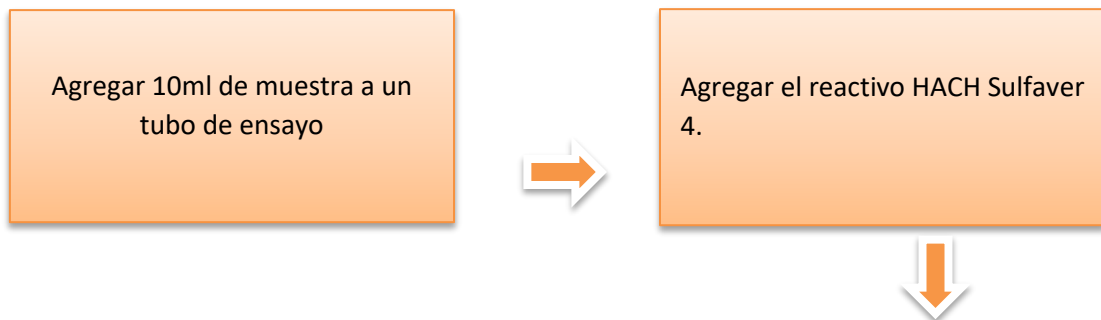 Agregar 10ml de muestra a un
tubo de ensayo
Agregar el reactivo HACH Sulfaver
4.